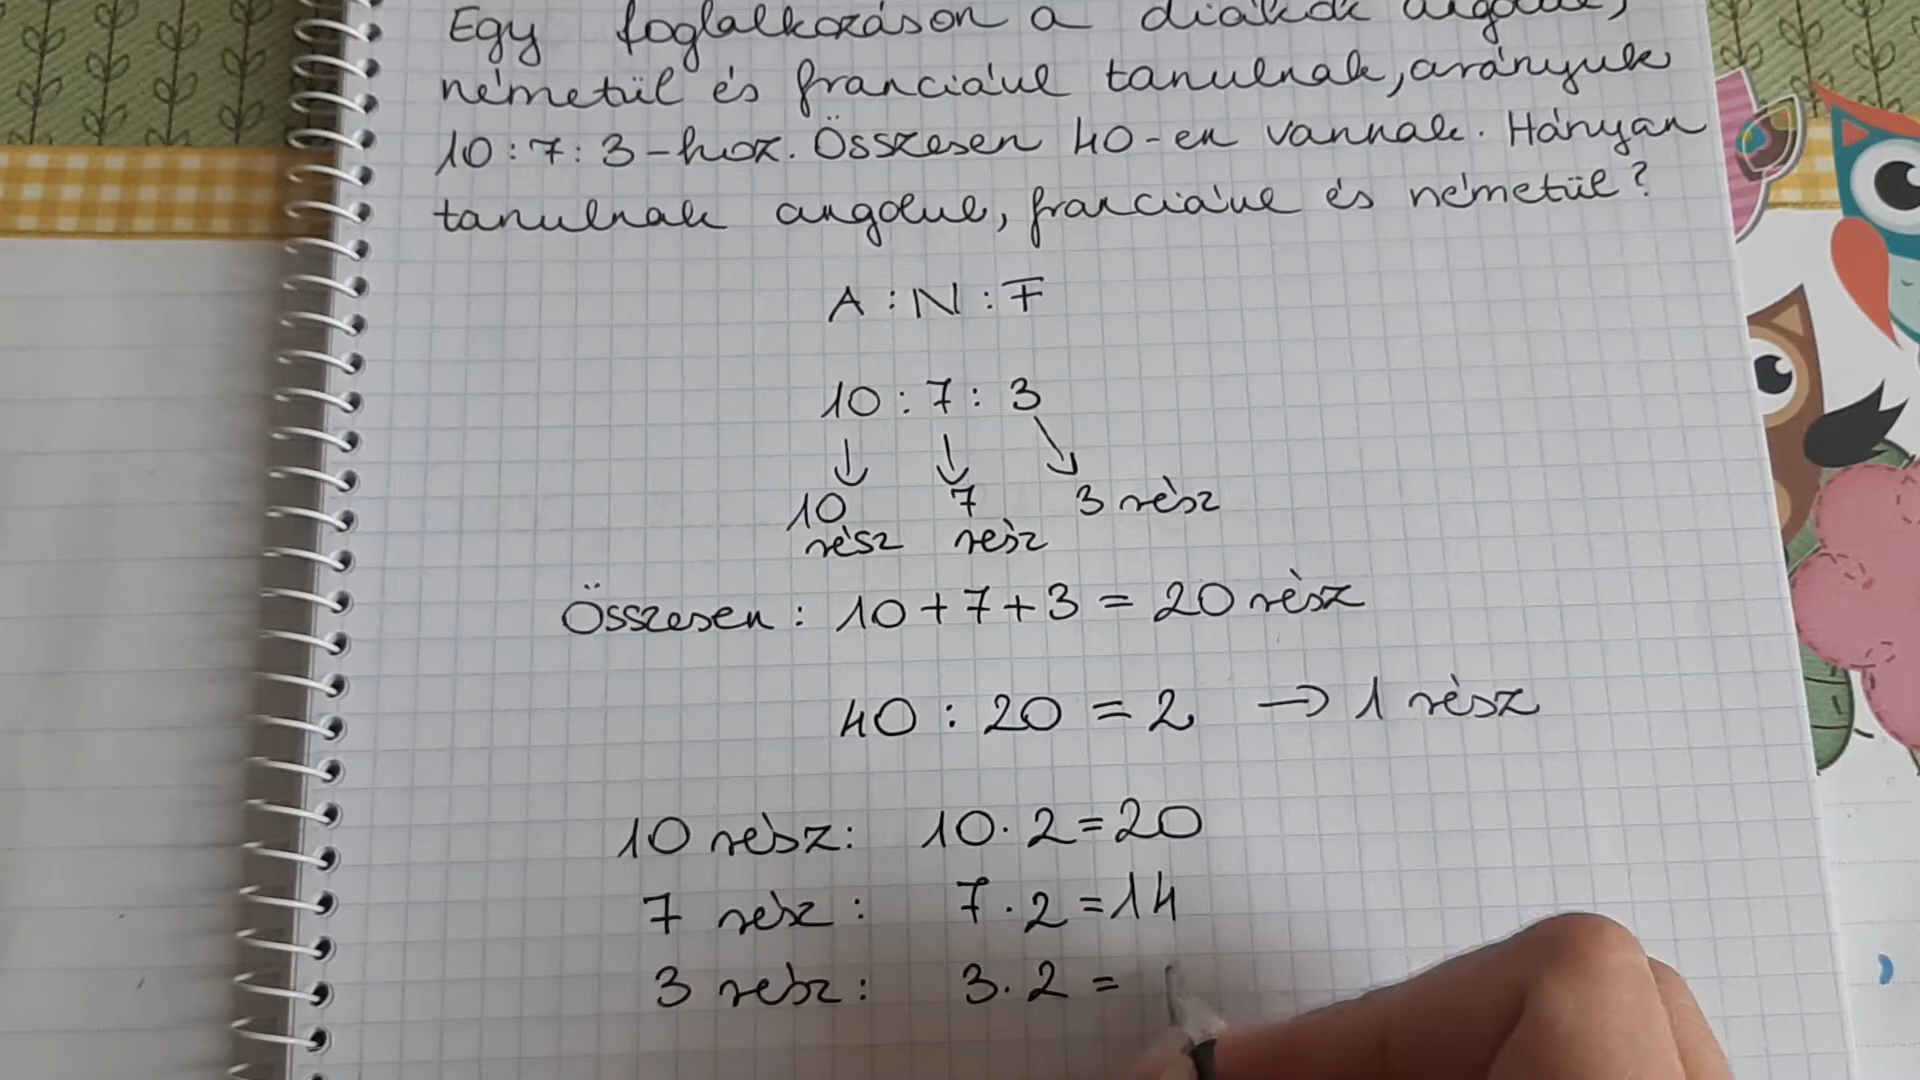 Egy foglalkozáson a diákok angolul,
németül és franciául tanulnak, arányuk
10:7:3-hoz. Összesen 40-en vannak. Hányan
tanulnak angolul, franciául és németül?
A : N : F
10 : 7 : 3
10 7 3 rész
rész rész
Összesen: 10 + 7 + 3 = 20 rész
40 : 20 = 2 → 1 rész
10 rész: 10 · 2 = 20
7 rész: 7 · 2 = 14
3 rész: 3 · 2 =